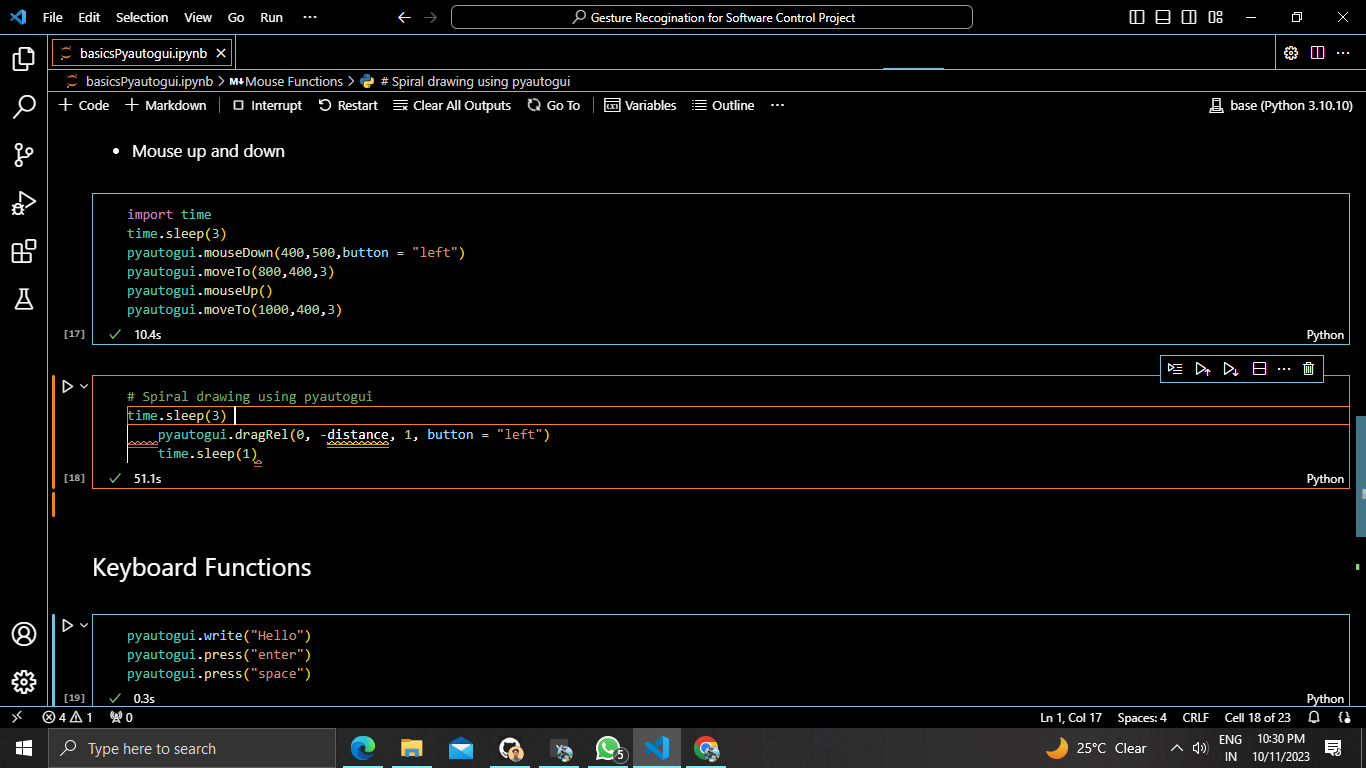 File Edit Selection View Go Run ···
Gesture Recogination for Software Control Project
basicsPyautogui.ipynb
basicsPyautogui.ipynb > M↓Mouse Functions > # Spiral drawing using pyautogui
+ Code + Markdown Interrupt Restart Clear All Outputs Go To Variables Outline ···
base (Python 3.10.10)
• Mouse up and down
import time
time.sleep(3)
pyautogui.mouseDown(400,500,button = "left")
pyautogui.moveTo(800,400,3)
pyautogui.mouseUp()
pyautogui.moveTo(1000,400,3)
[17] ✓ 10.4s Python
# Spiral drawing using pyautogui
time.sleep(3)
pyautogui.dragRel(0, -distance, 1, button = "left")
time.sleep(1)
[18] ✓ 51.1s Python
Keyboard Functions
pyautogui.write("Hello")
pyautogui.press("enter")
pyautogui.press("space")
[19] ✓ 0.3s Python
4 1 0 Ln 1, Col 17 Spaces: 4 CRLF Cell 18 of 23
Type here to search
5
25°C Clear
ENG
IN
10:30 PM
10/11/2023